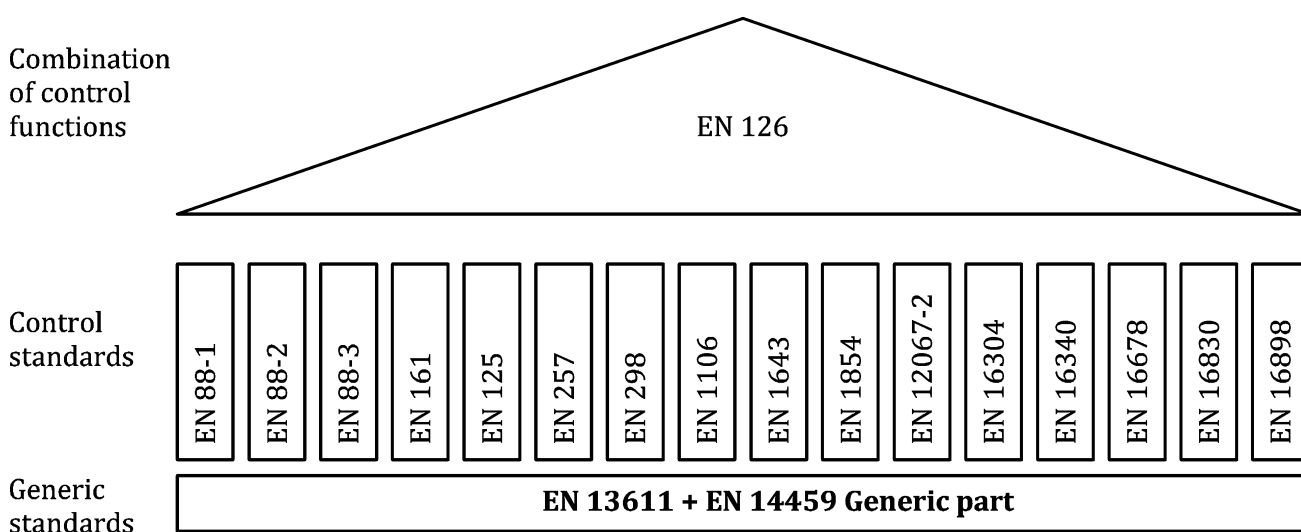 Combination
of control
functions
EN 126
Control
standards
EN 88-1
EN 88-2
EN 88-3
EN 161
EN 125
EN 257
EN 298
EN 1106
EN 1643
EN 1854
EN 12067-2
EN 16304
EN 16340
EN 16678
EN 16830
EN 16898
Generic
standards
EN 13611 + EN 14459 Generic part